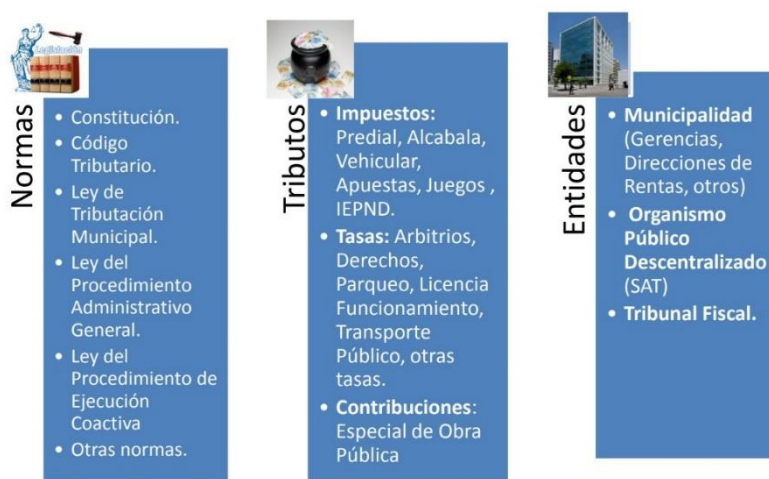 Legislación
Normas
• Constitución.
• Código
Tributario.
• Ley de
Tributación
Municipal.
• Ley del
Procedimiento
Administrativo
General.
• Ley del
Procedimiento de
Ejecución
Coactiva
• Otras normas.
Tributos
• Impuestos:
Predial, Alcabala,
Vehicular,
Apuestas, Juegos ,
IEPND.
• Tasas: Arbitrios,
Derechos,
Parqueo, Licencia
Funcionamiento,
Transporte
Público, otras
tasas.
• Contribuciones:
Especial de Obra
Pública
Entidades
• Municipalidad
(Gerencias,
Direcciones de
Rentas, otros)
• Organismo
Público
Descentralizado
(SAT)
• Tribunal Fiscal.